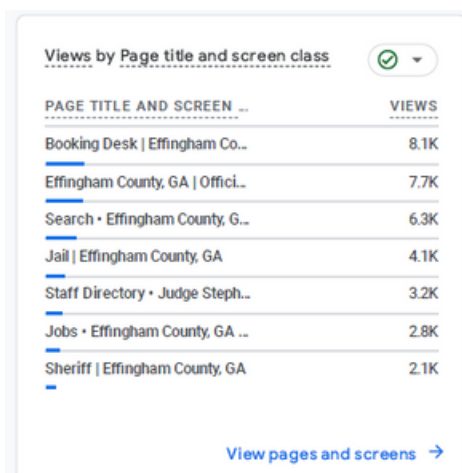 Views by Page title and screen class
PAGE TITLE AND SCREEN ... VIEWS
Booking Desk | Effingham Co... 8.1K
Effingham County, GA | Offici... 7.7K
Search • Effingham County, G... 6.3K
Jail | Effingham County, GA 4.1K
Staff Directory • Judge Steph... 3.2K
Jobs • Effingham County, GA ... 2.8K
Sheriff | Effingham County, GA 2.1K
View pages and screens →